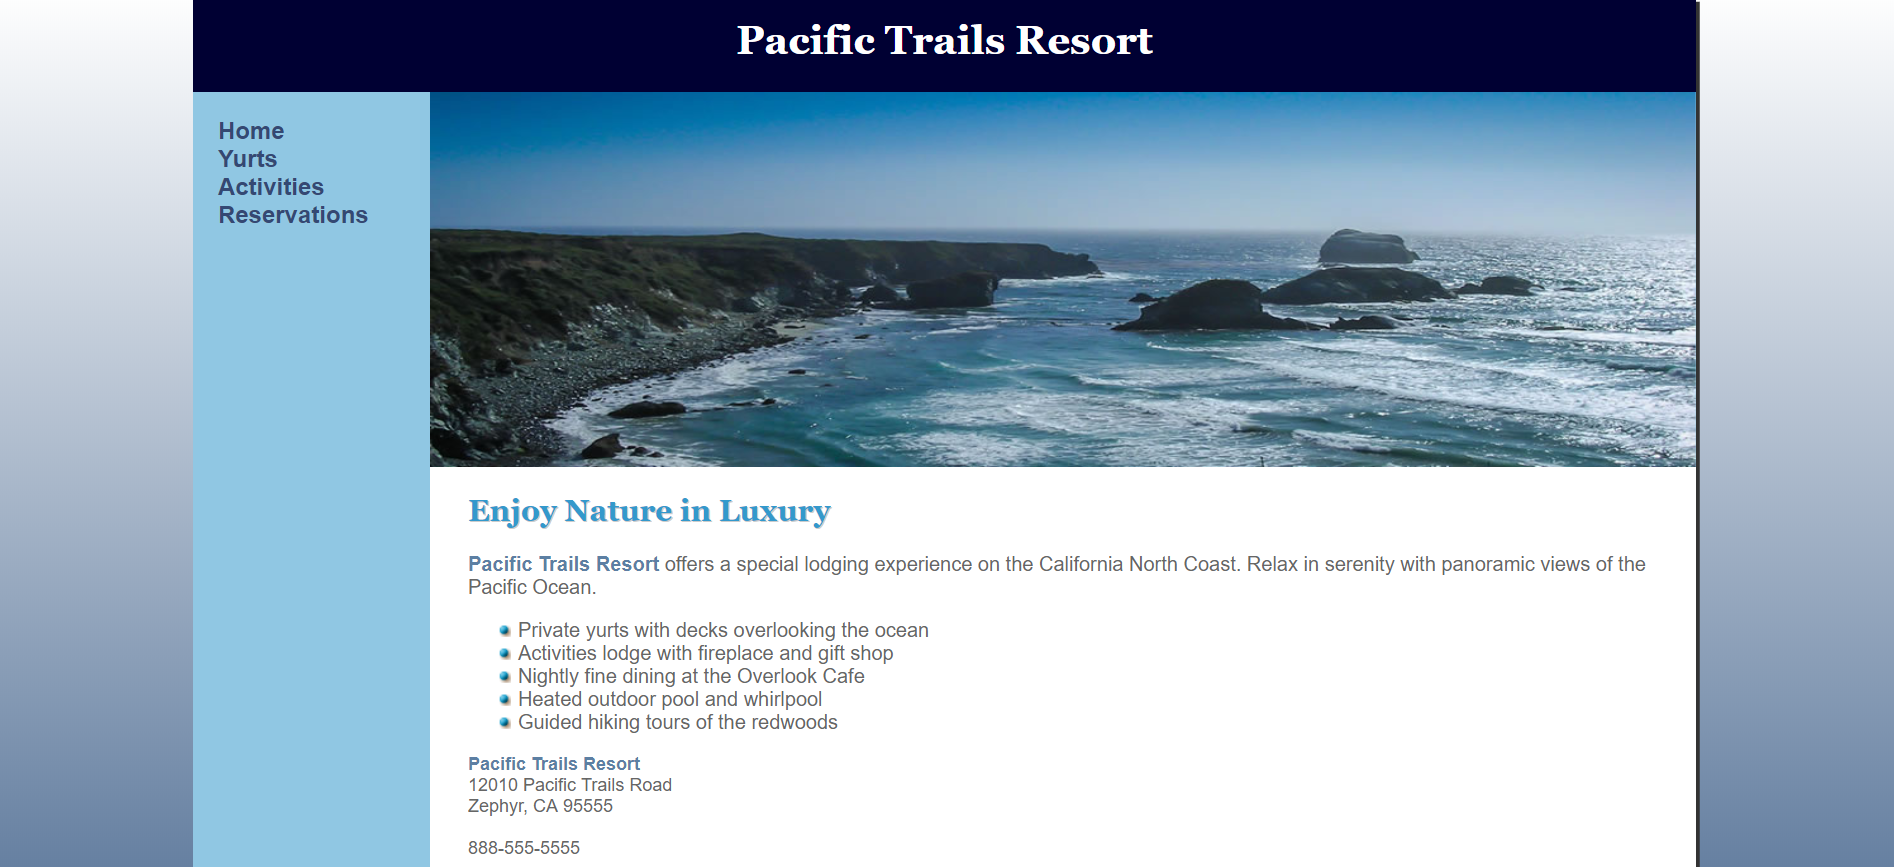 Pacific Trails Resort
Home
Yurts
Activities
Reservations
Enjoy Nature in Luxury
Pacific Trails Resort offers a special lodging experience on the California North Coast. Relax in serenity with panoramic views of the
Pacific Ocean.
Private yurts with decks overlooking the ocean
Activities lodge with fireplace and gift shop
Nightly fine dining at the Overlook Cafe
Heated outdoor pool and whirlpool
Guided hiking tours of the redwoods
Pacific Trails Resort
12010 Pacific Trails Road
Zephyr, CA 95555
888-555-5555